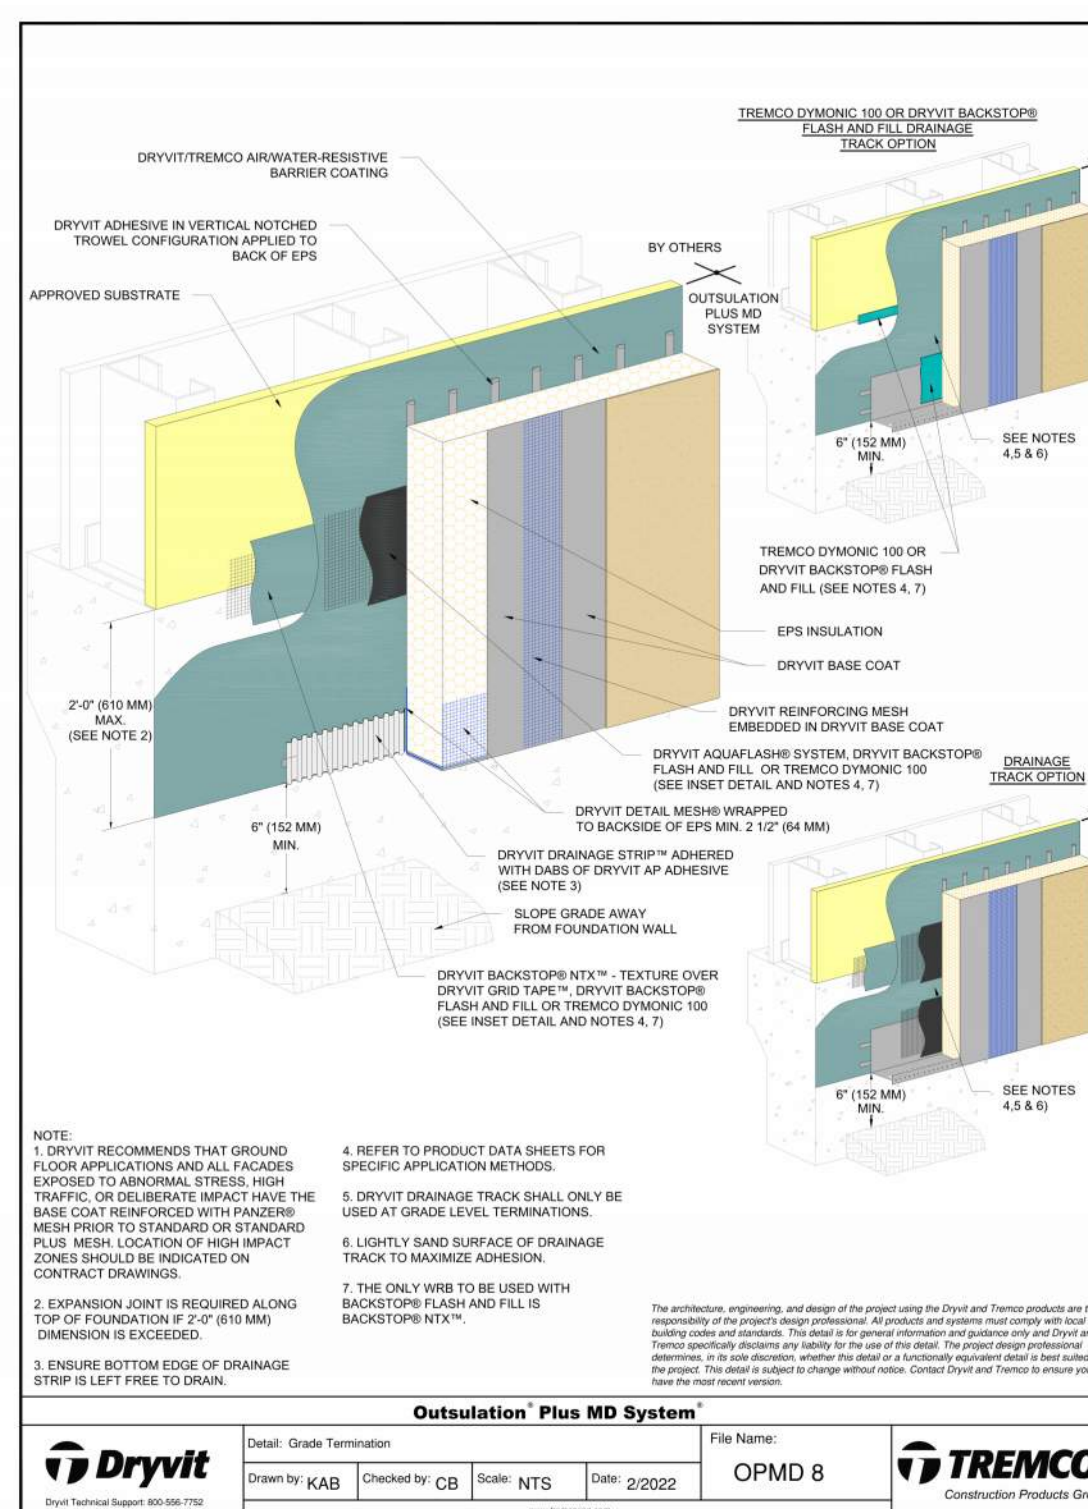 TREMCO DYMONIC 100 OR DRYVIT BACKSTOP®
FLASH AND FILL DRAINAGE
TRACK OPTION
DRYVIT/TREMCO AIR/WATER-RESISTIVE
BARRIER COATING
DRYVIT ADHESIVE IN VERTICAL NOTCHED
TROWEL CONFIGURATION APPLIED TO
BACK OF EPS
APPROVED SUBSTRATE
BY OTHERS
OUTSULATION
PLUS MD
SYSTEM
6" (152 MM)
MIN.
SEE NOTES
4,5 & 6)
TREMCO DYMONIC 100 OR
DRYVIT BACKSTOP® FLASH
AND FILL (SEE NOTES 4, 7)
EPS INSULATION
DRYVIT BASE COAT
DRYVIT REINFORCING MESH
EMBEDDED IN DRYVIT BASE COAT
2'-0" (610 MM)
MAX.
(SEE NOTE 2)
DRYVIT AQUAFLASH® SYSTEM, DRYVIT BACKSTOP®
FLASH AND FILL OR TREMCO DYMONIC 100
(SEE INSET DETAIL AND NOTES 4, 7)
DRAINAGE
TRACK OPTION
DRYVIT DETAIL MESH® WRAPPED
TO BACKSIDE OF EPS MIN. 2 1/2" (64 MM)
6" (152 MM)
MIN.
DRYVIT DRAINAGE STRIP™ ADHERED
WITH DABS OF DRYVIT AP ADHESIVE
(SEE NOTE 3)
SLOPE GRADE AWAY
FROM FOUNDATION WALL
DRYVIT BACKSTOP® NTX™ - TEXTURE OVER
DRYVIT GRID TAPE™, DRYVIT BACKSTOP®
FLASH AND FILL OR TREMCO DYMONIC 100
(SEE INSET DETAIL AND NOTES 4, 7)
6" (152 MM)
MIN.
SEE NOTES
4,5 & 6)
NOTE:
1. DRYVIT RECOMMENDS THAT GROUND
FLOOR APPLICATIONS AND ALL FACADES
EXPOSED TO ABNORMAL STRESS, HIGH
TRAFFIC, OR DELIBERATE IMPACT HAVE THE
BASE COAT REINFORCED WITH PANZER®
MESH PRIOR TO STANDARD OR STANDARD
PLUS MESH. LOCATION OF HIGH IMPACT
ZONES SHOULD BE INDICATED ON
CONTRACT DRAWINGS.
2. EXPANSION JOINT IS REQUIRED ALONG
TOP OF FOUNDATION IF 2'-0" (610 MM)
DIMENSION IS EXCEEDED.
3. ENSURE BOTTOM EDGE OF DRAINAGE
STRIP IS LEFT FREE TO DRAIN.
4. REFER TO PRODUCT DATA SHEETS FOR
SPECIFIC APPLICATION METHODS.
5. DRYVIT DRAINAGE TRACK SHALL ONLY BE
USED AT GRADE LEVEL TERMINATIONS.
6. LIGHTLY SAND SURFACE OF DRAINAGE
TRACK TO MAXIMIZE ADHESION.
7. THE ONLY WRB TO BE USED WITH
BACKSTOP® FLASH AND FILL IS
BACKSTOP® NTX™.
The architecture, engineering, and design of the project using the Dryvit and Tremco products are t
responsibility of the project's design professional. All products and systems must comply with local
building codes and standards. This detail is for general information and guidance only and Dryvit a
Tremco specifically disclaims any liability for the use of this detail. The project design professional
determines, in its sole discretion, whether this detail or a functionally equivalent detail is best suited
the project. This detail is subject to change without notice. Contact Dryvit and Tremco to ensure yo
have the most recent version.
Outsulation® Plus MD System®
Dryvit
Dryvit Technical Support: 800-556-7752
Detail: Grade Termination
Drawn by: KAB
Checked by: CB
Scale: NTS
Date: 2/2022
File Name:
OPMD 8
TREMCO
Construction Products Gr